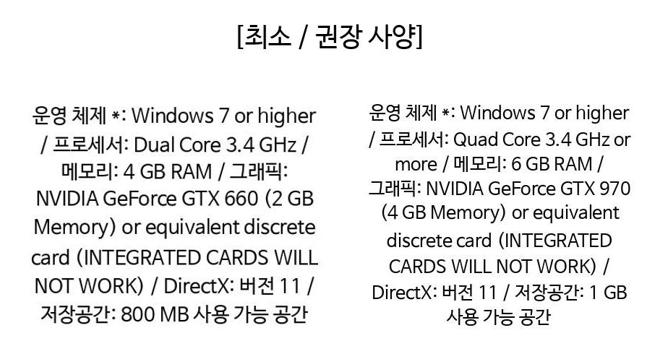 [최소 / 권장 사양]
운영 체제 *: Windows 7 or higher
/ 프로세서: Dual Core 3.4 GHz /
메모리: 4 GB RAM / 그래픽:
NVIDIA GeForce GTX 660 (2 GB
Memory) or equivalent discrete
card (INTEGRATED CARDS WILL
NOT WORK) / DirectX: 버전 11 /
저장공간: 800 MB 사용 가능 공간
운영 체제 *: Windows 7 or higher
/ 프로세서: Quad Core 3.4 GHz or
more / 메모리: 6 GB RAM /
그래픽: NVIDIA GeForce GTX 970
(4 GB Memory) or equivalent
discrete card (INTEGRATED
CARDS WILL NOT WORK) /
DirectX: 버전 11 / 저장공간: 1 GB
사용 가능 공간